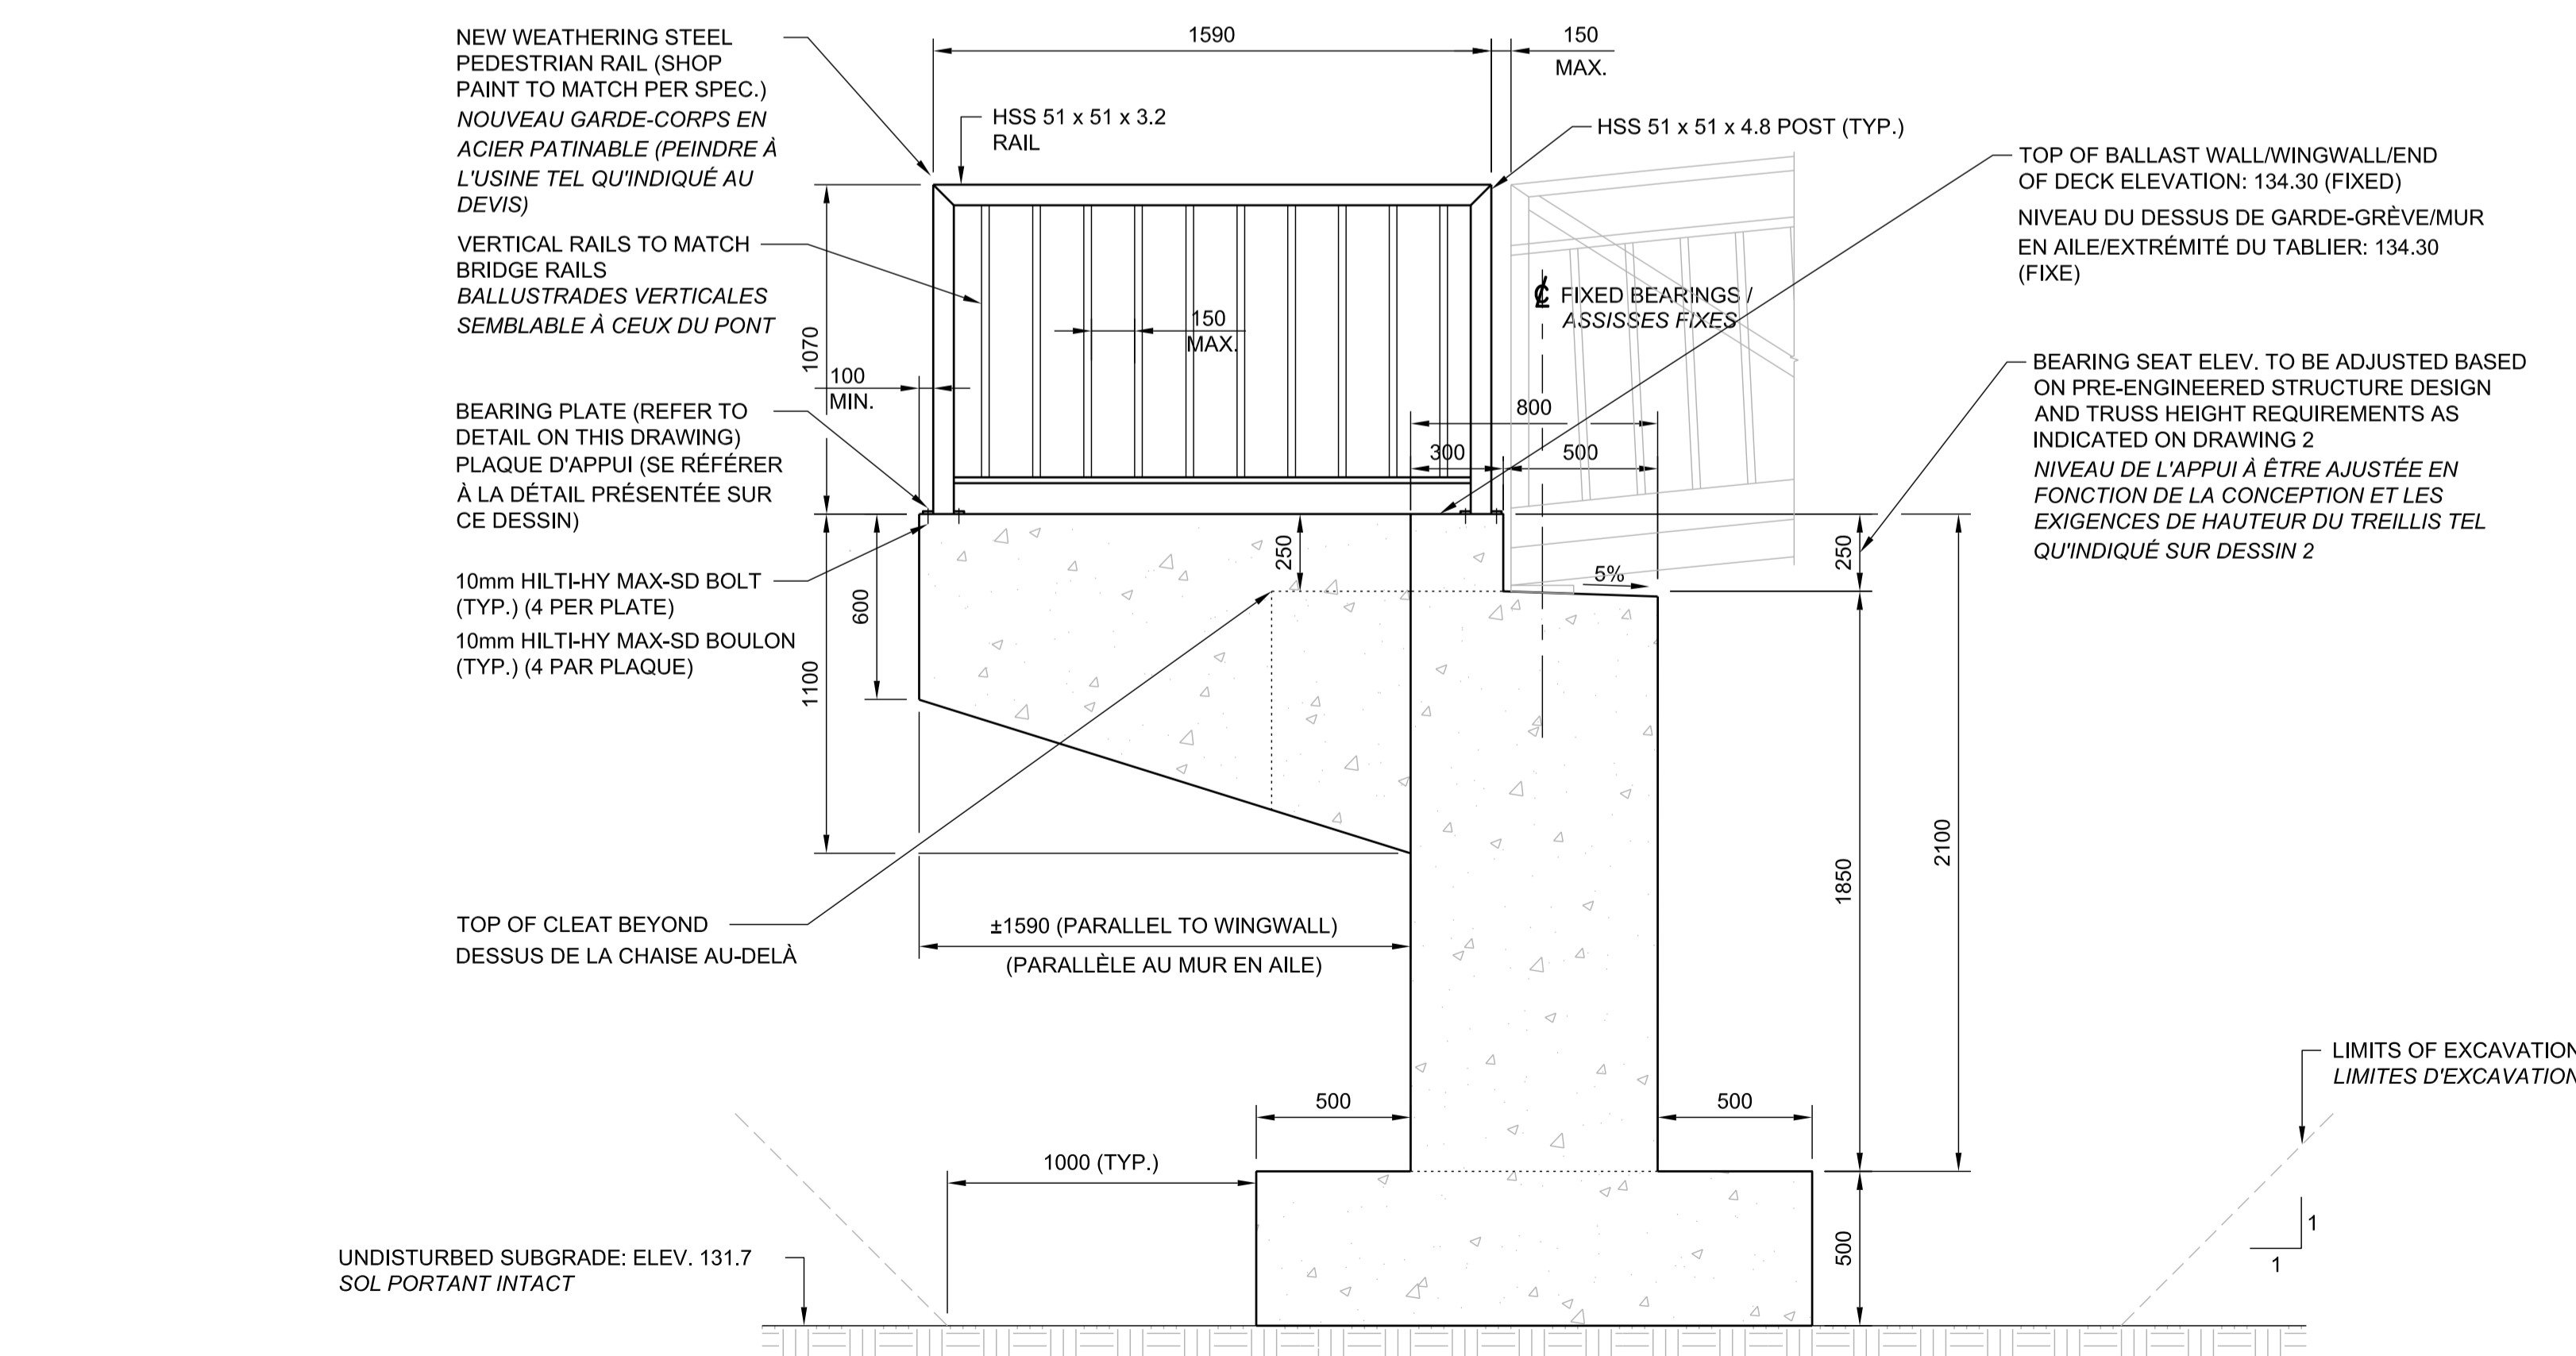 NEW WEATHERING STEEL
PEDESTRIAN RAIL (SHOP
PAINT TO MATCH PER SPEC.)
NOUVEAU GARDE-CORPS EN
ACIER PATINABLE (PEINDRE À
L'USINE TEL QU'INDIQUÉ AU
DEVIS)
VERTICAL RAILS TO MATCH
BRIDGE RAILS
BALLUSTRADES VERTICALES
SEMBLABLE À CEUX DU PONT
BEARING PLATE (REFER TO
DETAIL ON THIS DRAWING)
PLAQUE D'APPUI (SE RÉFÉRER
À LA DÉTAIL PRÉSENTÉE SUR
CE DESSIN)
10mm HILTI-HY MAX-SD BOLT
(TYP.) (4 PER PLATE)
10mm HILTI-HY MAX-SD BOULON
(TYP.) (4 PAR PLAQUE)
TOP OF CLEAT BEYOND
DESSUS DE LA CHAISE AU-DELÀ
UNDISTURBED SUBGRADE: ELEV. 131.7
SOL PORTANT INTACT
1590
150
MAX.
HSS 51 x 51 x 3.2
RAIL
HSS 51 x 51 x 4.8 POST (TYP.)
1070
150
MAX.
100
MIN.
℄ FIXED BEARINGS /
ASSISSES FIXES
800
300
500
250
600
1100
5%
250
±1590 (PARALLEL TO WINGWALL)
(PARALLÈLE AU MUR EN AILE)
1850
2100
500
500
1000 (TYP.)
500
TOP OF BALLAST WALL/WINGWALL/END
OF DECK ELEVATION: 134.30 (FIXED)
NIVEAU DU DESSUS DE GARDE-GRÈVE/MUR
EN AILE/EXTRÉMITÉ DU TABLIER: 134.30
(FIXE)
BEARING SEAT ELEV. TO BE ADJUSTED BASED
ON PRE-ENGINEERED STRUCTURE DESIGN
AND TRUSS HEIGHT REQUIREMENTS AS
INDICATED ON DRAWING 2
NIVEAU DE L'APPUI À ÊTRE AJUSTÉE EN
FONCTION DE LA CONCEPTION ET LES
EXIGENCES DE HAUTEUR DU TREILLIS TEL
QU'INDIQUÉ SUR DESSIN 2
LIMITS OF EXCAVATION
LIMITES D'EXCAVATION
1
1